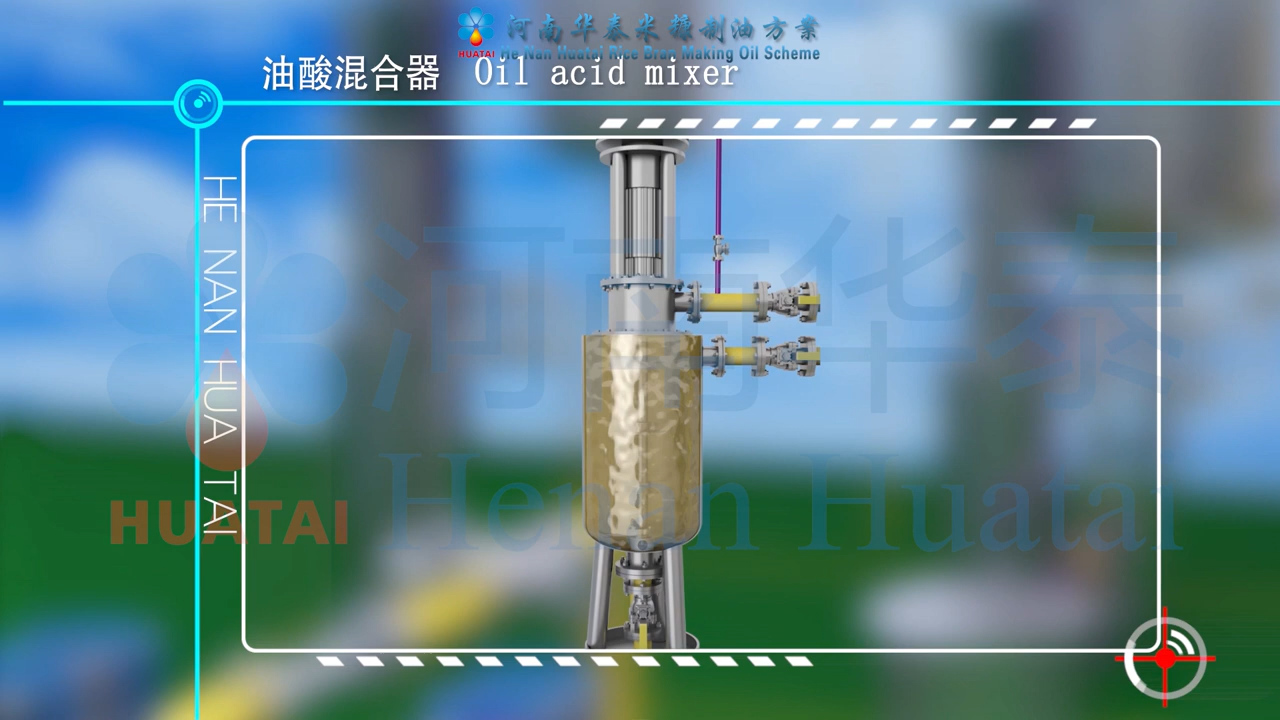 河南华泰米糠制油方案
HUATAI He Nan Huatai Rice Bran Making Oil Scheme
油酸混合器 Oil acid mixer
HE NAN HUA TAI
河南华泰
HUATAI Henan Huatai